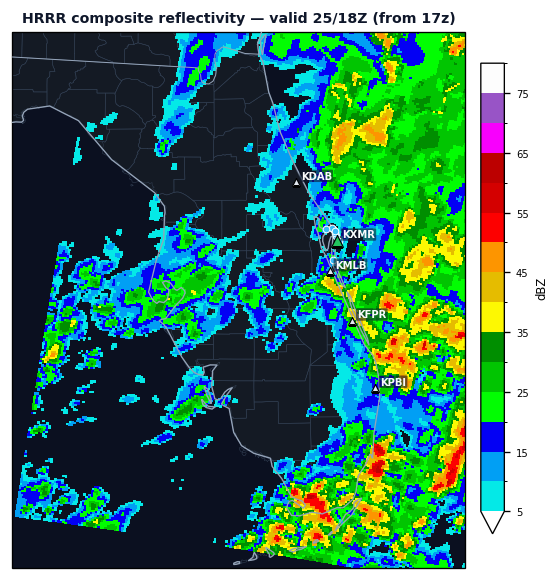 HRRR composite reflectivity — valid 25/18Z (from 17z)
KDAB
KXMR
KMLB
KFPR
KPBI
75
65
55
45
35
25
15
5
dBZ